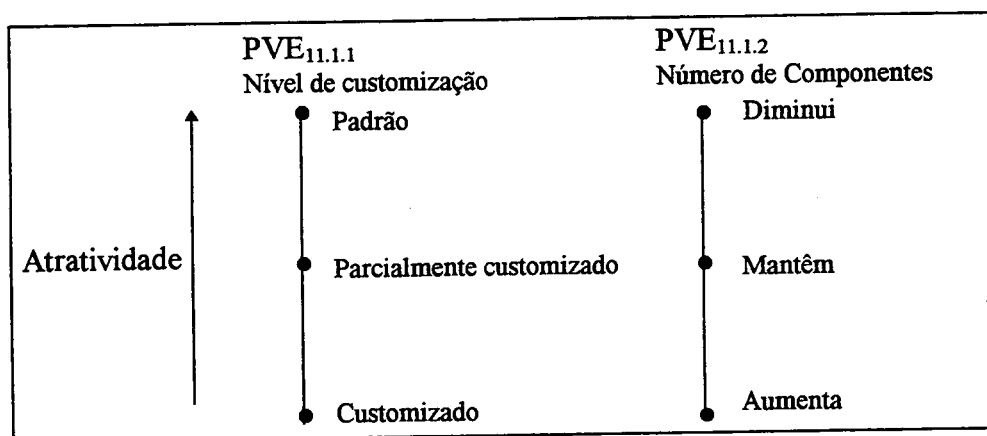 PVE11.1.1
Nível de customização
PVE11.1.2
Número de Componentes
Padrão
Diminui
Atratividade
Parcialmente customizado
Mantêm
Customizado
Aumenta